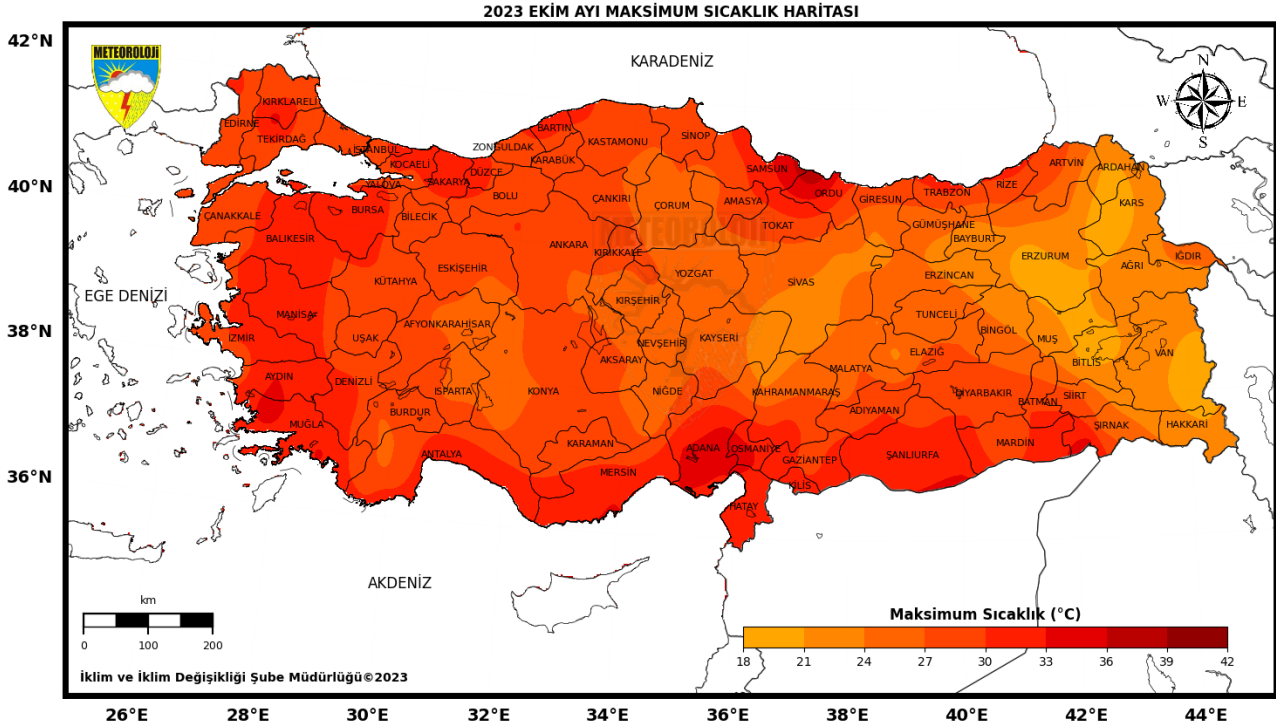 2023 EKİM AYI MAKSİMUM SICAKLIK HARİTASI
42°N
40°N
38°N
36°N
METEOROLOJİ
KARADENİZ
N
W E
S
KIRKLARELİ
EDİRNE
TEKİRDAĞ
İSTANBUL
KOCAELİ
YALOVA
SAKARYA
DÜZCE
ZONGULDAK
BARTIN
KARABÜK
KASTAMONU
SİNOP
SAMSUN
ORDU
GİRESUN
TRABZON
RİZE
ARTVİN
ARDAHAN
KARS
ÇANAKKALE
BURSA
BİLECİK
BOLU
ÇANKIRI
ÇORUM
AMASYA
TOKAT
GÜMÜŞHANE
BAYBURT
BALIKESİR
ESKİŞEHİR
ANKARA
KIRIKKALE
METEOROLOJİ
ERZURUM
AĞRI
IĞDIR
EGE DENİZİ
KÜTAHYA
YOZGAT
SİVAS
ERZİNCAN
MANİSA
AFYONKARAHİSAR
KIRŞEHİR
TUNCELİ
İZMİR
UŞAK
NEVŞEHİR
KAYSERİ
BİNGÖL
MUŞ
ELAZIĞ
VAN
BİTLİS
AKSARAY
MALATYA
AYDIN
DENİZLİ
ISPARTA
KONYA
NİĞDE
KAHRAMANMARAŞ
DİYARBAKIR
BATMAN
SİİRT
BURDUR
ADIYAMAN
MUĞLA
ŞIRNAK
HAKKARİ
KARAMAN
ANTALYA
ADANA
OSMANİYE
GAZİANTEP
ŞANLIURFA
MARDİN
MERSİN
KİLİS
HATAY
AKDENİZ
km
0 100 200
Maksimum Sıcaklık (°C)
18 21 24 27 30 33 36 39 42
İklim ve İklim Değişikliği Şube Müdürlüğü©2023
26°E 28°E 30°E 32°E 34°E 36°E 38°E 40°E 42°E 44°E